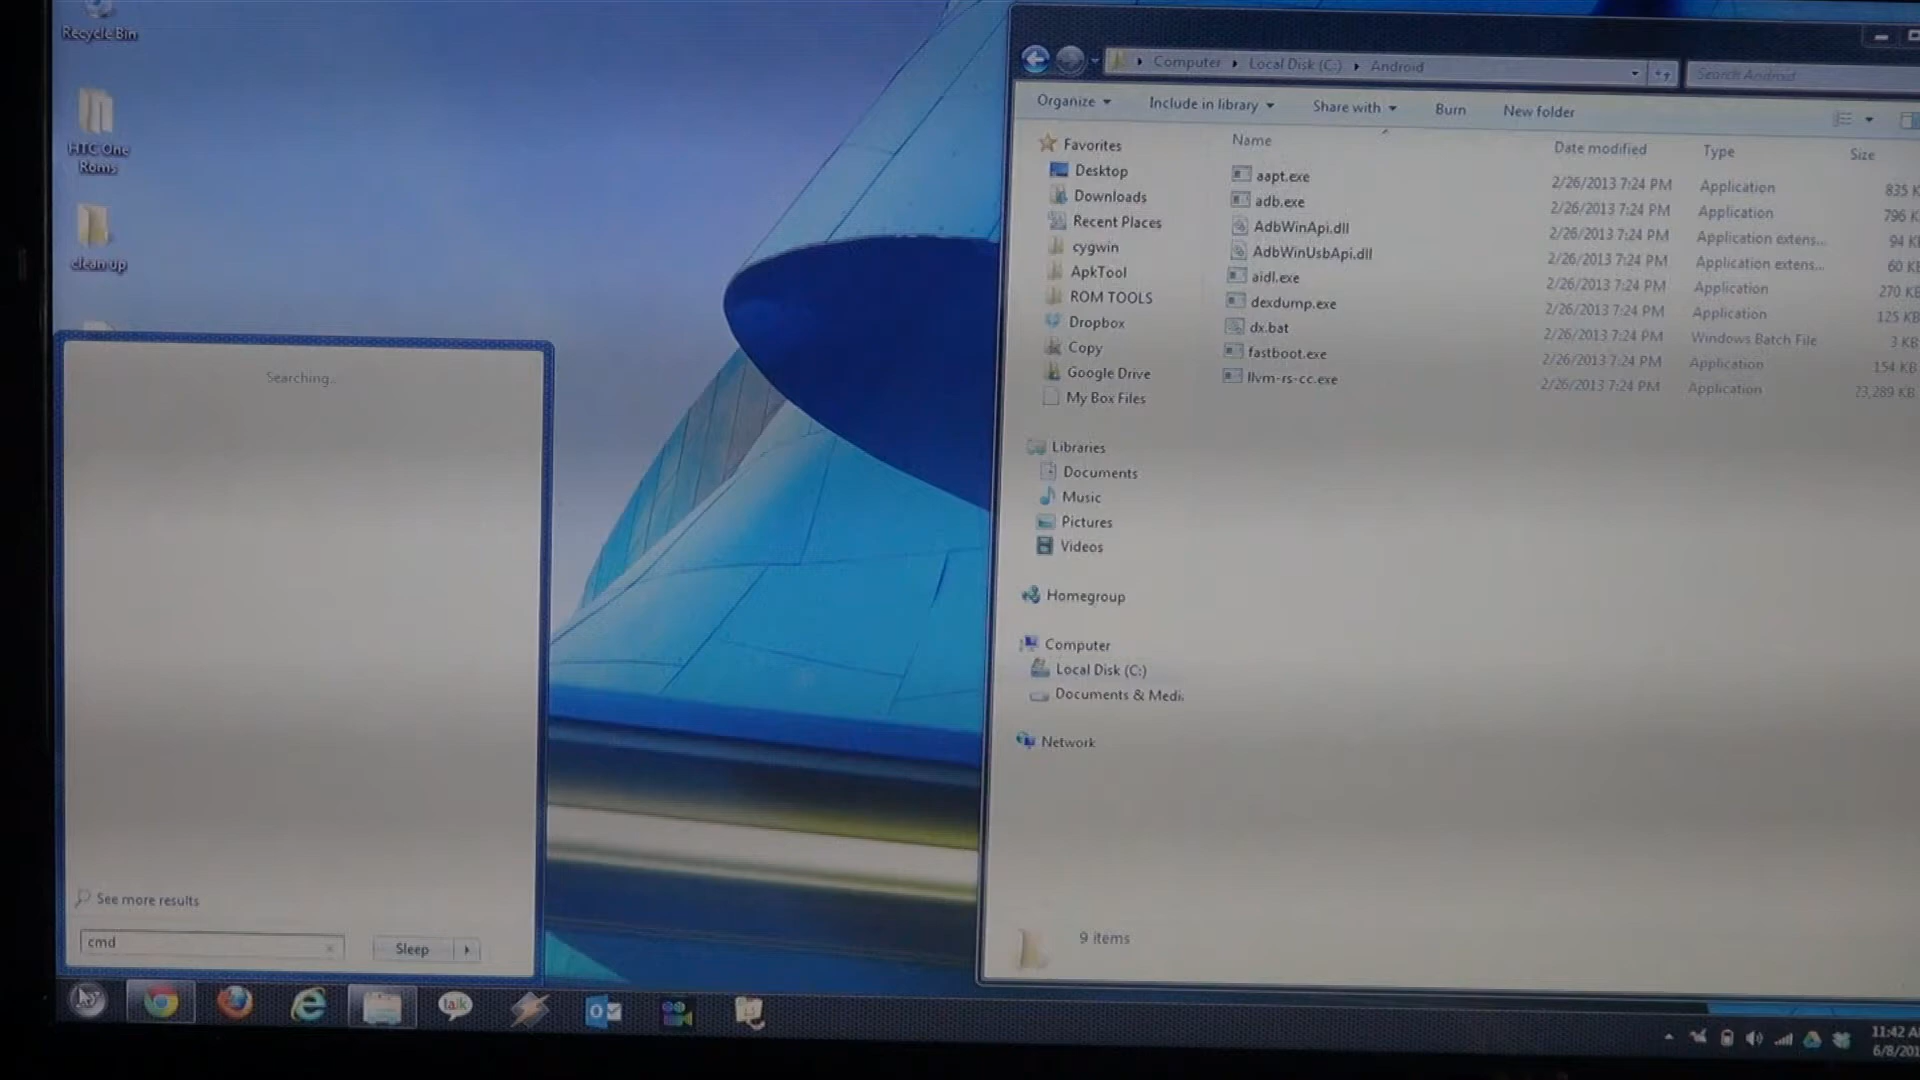 Recycle Bin
HTC One
Roms
clean up
Searching...
See more results
cmd
Sleep
Computer
Local Disk (C:)
Android
Search Android
Organize
Include in library
Share with
Burn
New folder
Favorites
Desktop
Downloads
Recent Places
cygwin
ApkTool
ROM TOOLS
Dropbox
Copy
Google Drive
My Box Files
Libraries
Documents
Music
Pictures
Videos
Homegroup
Computer
Local Disk (C:)
Documents & Medi.
Network
Name Date modified Type Size
aapt.exe 2/26/2013 7:24 PM Application 835 K
adb.exe 2/26/2013 7:24 PM Application 796 K
AdbWinApi.dll 2/26/2013 7:24 PM Application extens... 94 K
AdbWinUsbApi.dll 2/26/2013 7:24 PM Application extens... 60 K
aidl.exe 2/26/2013 7:24 PM Application 270 K
dexdump.exe 2/26/2013 7:24 PM Application 125 KB
dx.bat 2/26/2013 7:24 PM Windows Batch File 3 KB
fastboot.exe 2/26/2013 7:24 PM Application 154 KB
llvm-rs-cc.exe 2/26/2013 7:24 PM Application 23,289 KB
9 items
talk
11:42 A
6/8/201